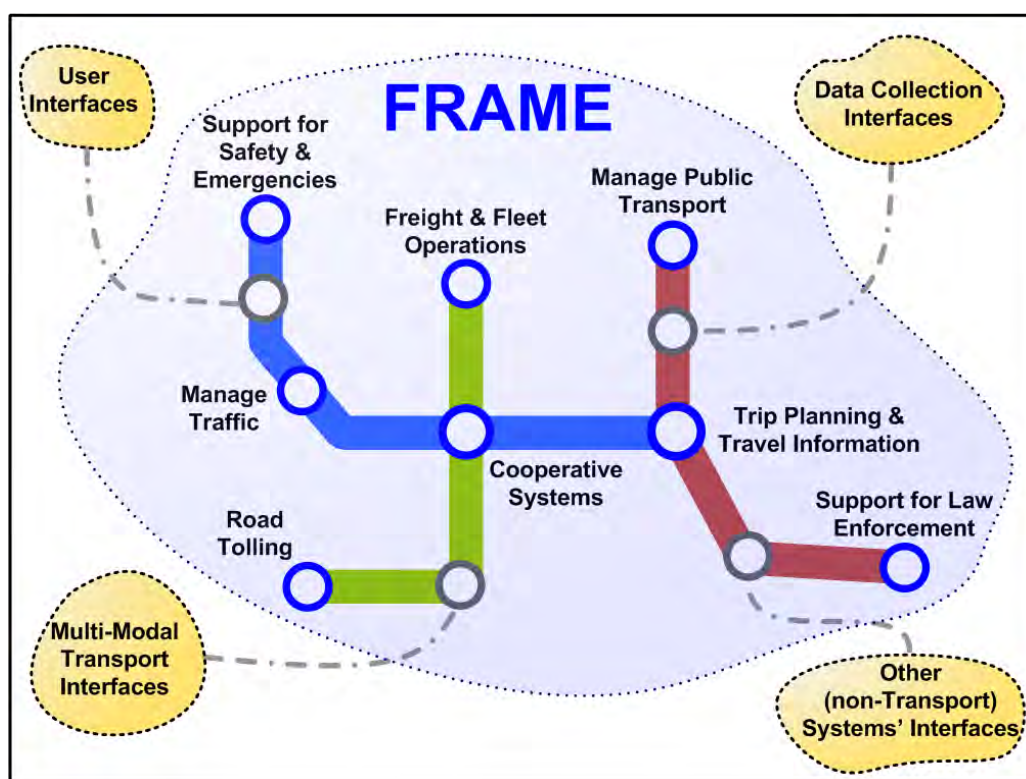 User
Interfaces
FRAME
Data Collection
Interfaces
Support for
Safety &
Emergencies
Freight & Fleet
Operations
Manage Public
Transport
Manage
Traffic
Cooperative
Systems
Trip Planning &
Travel Information
Road
Tolling
Support for Law
Enforcement
Multi-Modal
Transport
Interfaces
Other
(non-Transport)
Systems' Interfaces